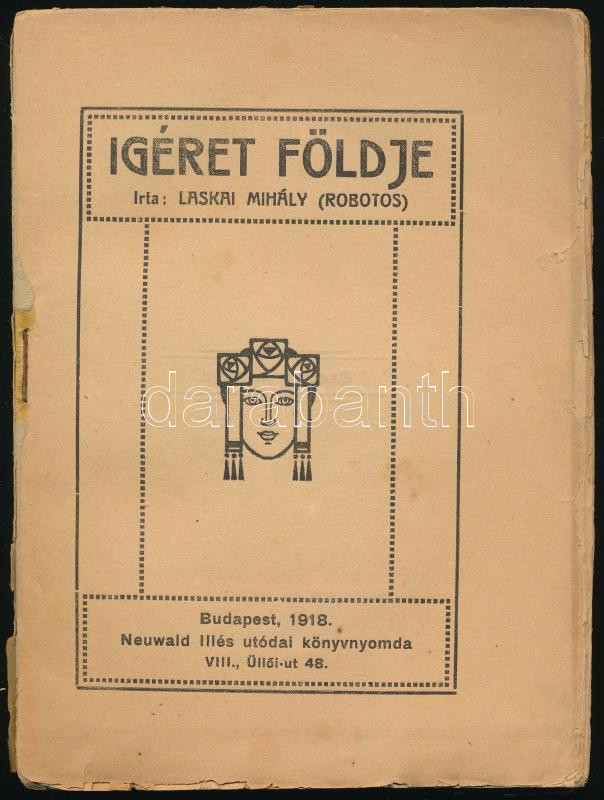 IGÉRET FÖLDJE
Irta: LASKAI MIHÁLY (ROBOTOS)
darabanth
Budapest, 1918.
Neuwald Illés utódai könyvnyomda
VIII., Üllői-ut 48.